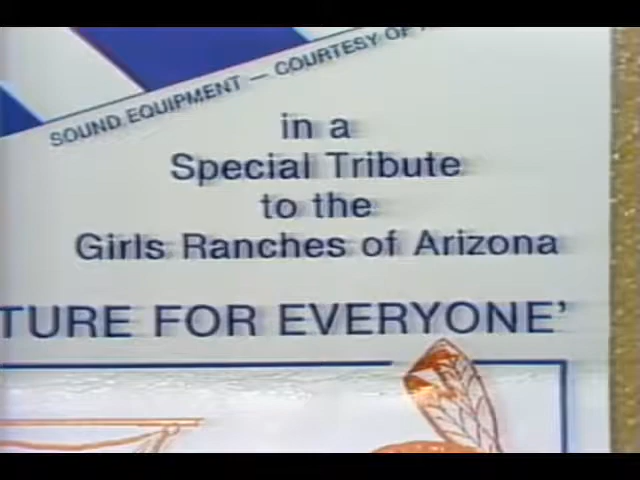 SOUND EQUIPMENT — COURTESY OF
in a
Special Tribute
to the
Girls Ranches of Arizona
TURE FOR EVERYONE'